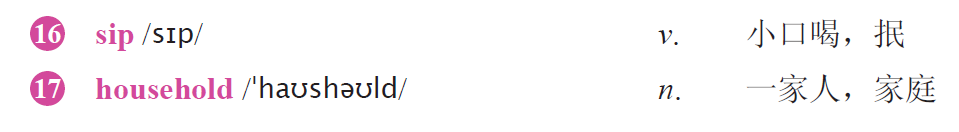 16 sip /sɪp/ v. 小口喝，抿
17 household /ˈhaʊshəʊld/ n. 一家人，家庭